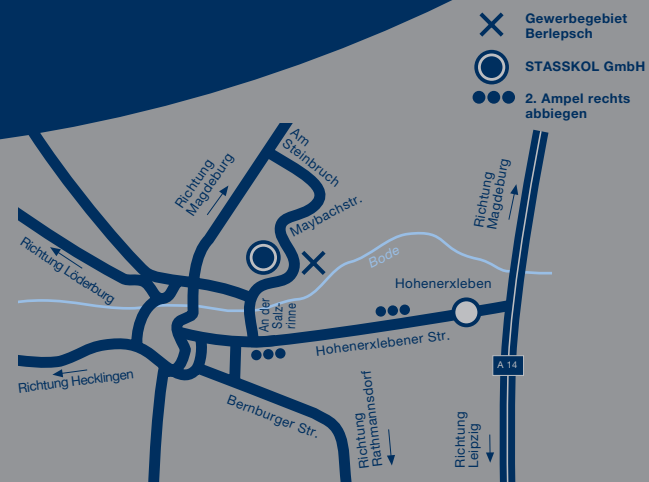 Gewerbegebiet
Berlepsch
STASSKOL GmbH
2. Ampel rechts
abbiegen
Am
Steinbruch
Richtung
Magdeburg
Maybachstr.
Richtung
Magdeburg
Richtung Löderburg
Bode
Hohenerxleben
An der
Salz-
rinne
Hohenerxlebener Str.
A 14
Richtung Hecklingen
Bernburger Str.
Richtung
Rathmannsdorf
Richtung
Leipzig